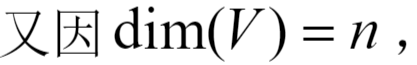 又因 dim(V) = n ,